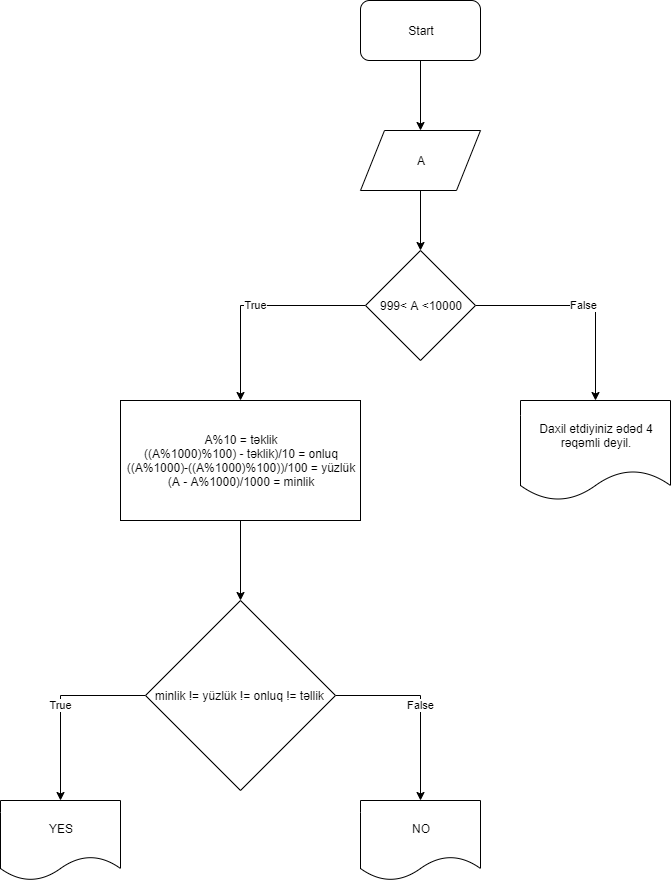 Start
A
999< A <10000
True
False
A%10 = təklik
((A%1000)%100) - təklik)/10 = onluq
((A%1000)-((A%1000)%100))/100 = yüzlük
(A - A%1000)/1000 = minlik
Daxil etdiyiniz ədəd 4
rəqəmli deyil.
minlik != yüzlük != onluq != təllik
True
False
YES
NO